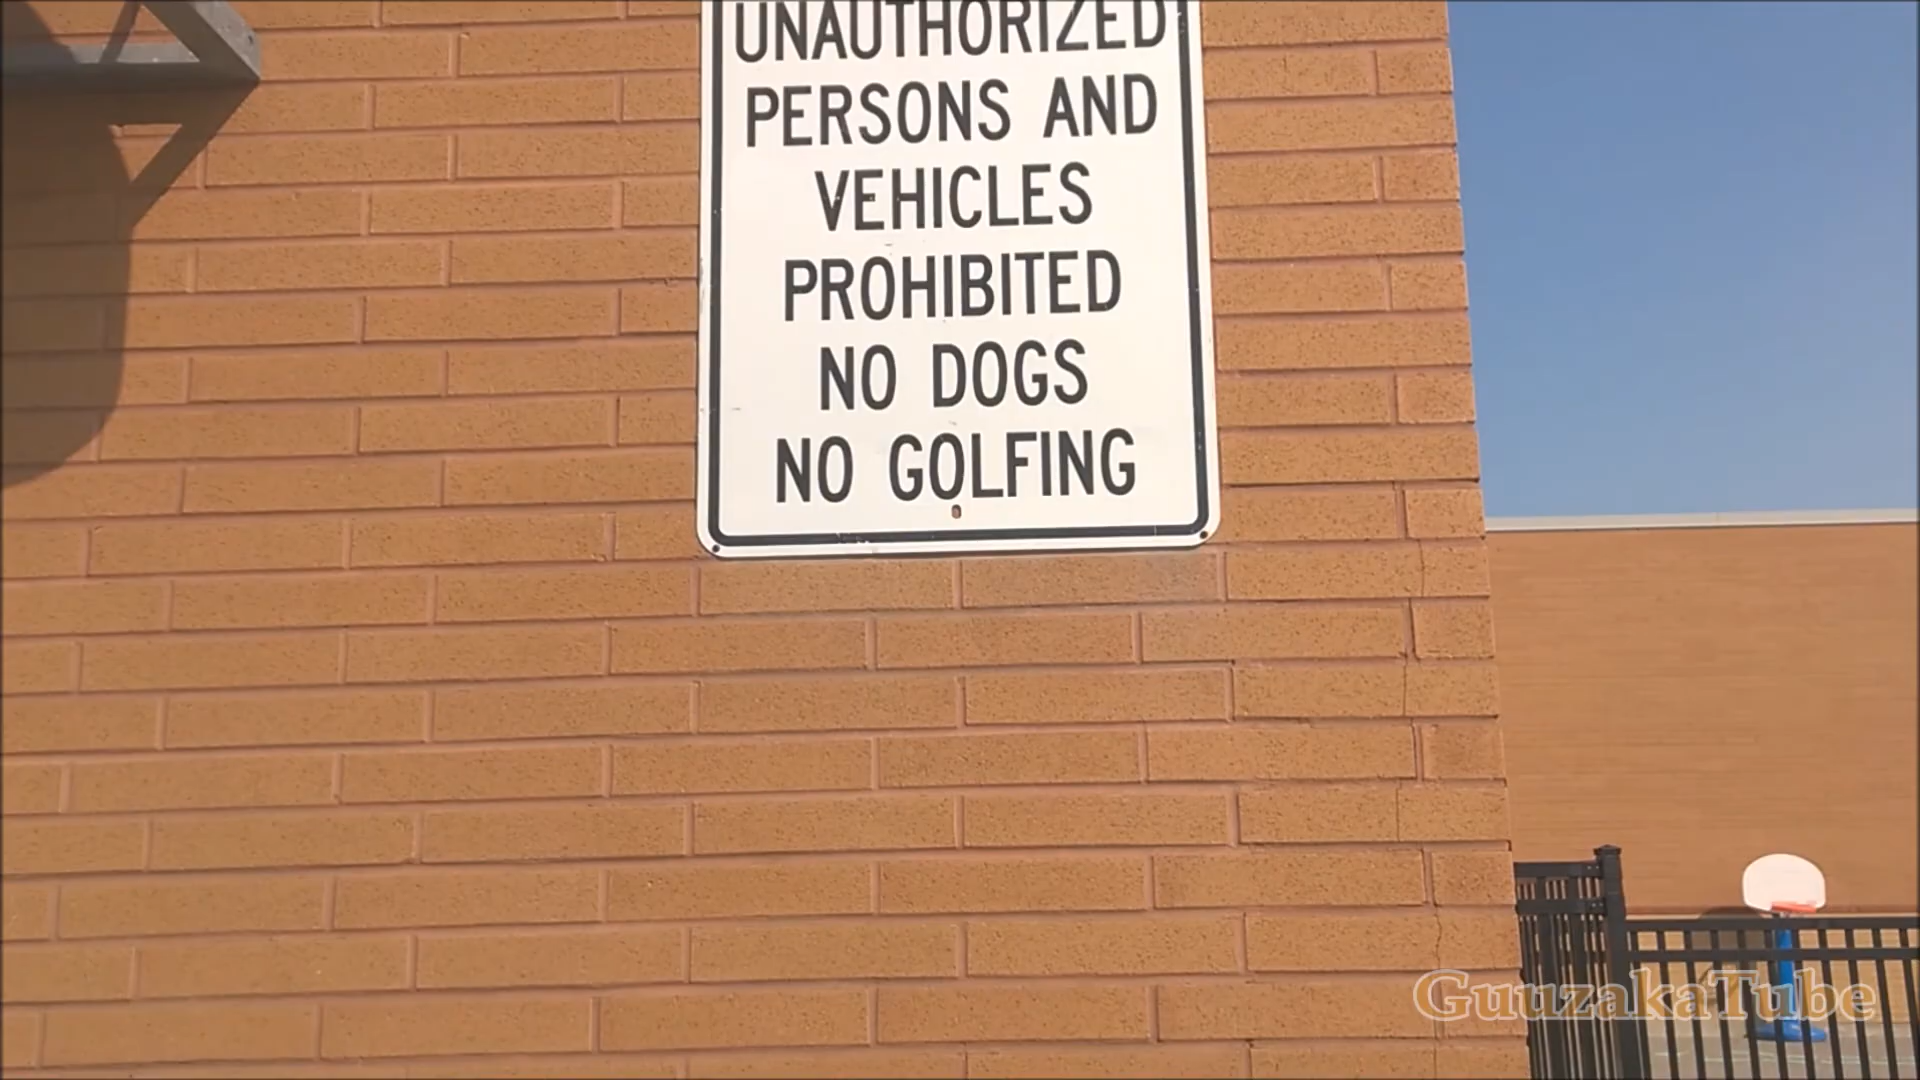 UNAUTHORIZED
PERSONS AND
VEHICLES
PROHIBITED
NO DOGS
NO GOLFING
GuuzakaTube